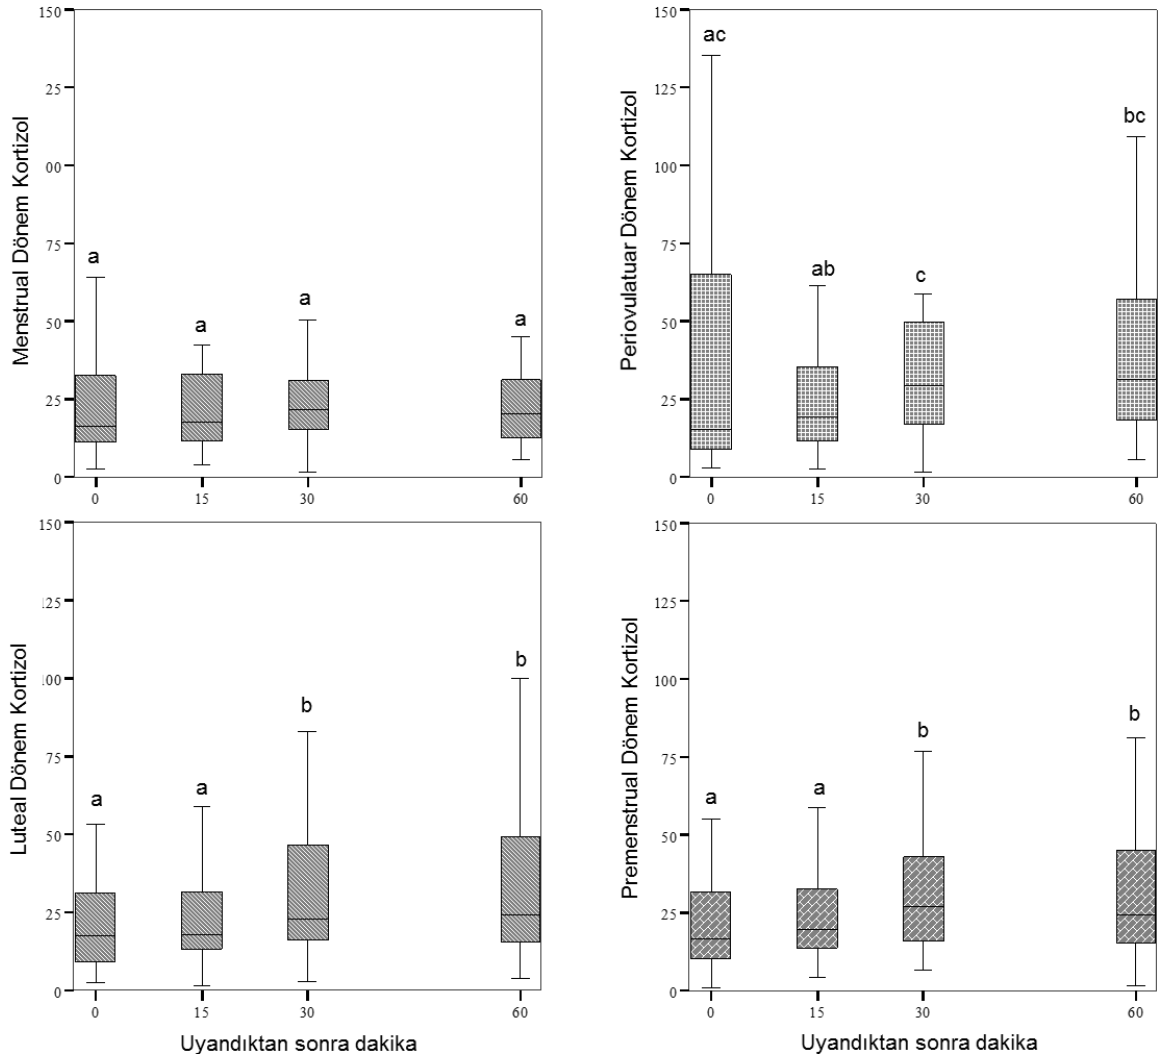 Menstrual Dönem Kortizol
150
25
00
75
50
25
0
a
a
a
a
0 15 30 60
Periovulatuar Dönem Kortizol
150
125
100
75
50
25
0
ac
ab
c
bc
0 15 30 60
Luteal Dönem Kortizol
150
125
100
75
50
25
0
a
a
b
b
0 15 30 60
Uyandıktan sonra dakika
Premenstrual Dönem Kortizol
150
125
100
75
50
25
0
a
a
b
b
0 15 30 60
Uyandıktan sonra dakika